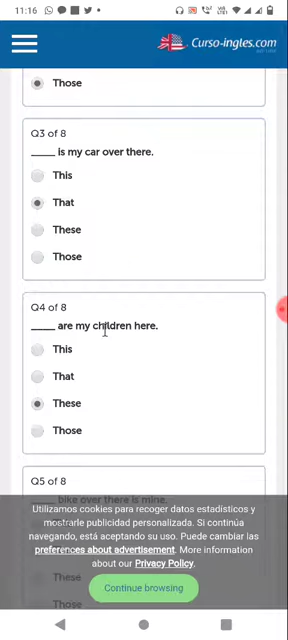 11:16
Curso-ingles.com
Those
Q3 of 8
_____ is my car over there.
This
That
These
Those
Q4 of 8
_____ are my children here.
This
That
These
Those
Q5 of 8
_____ bike over there is mine.
Utilizamos cookies para recoger datos estadísticos y
mostrarle publicidad personalizada. Si continúa
navegando, está aceptando su uso. Puede cambiar las
preferences about advertisement. More information
about our Privacy Policy.
These
Continue browsing
Those